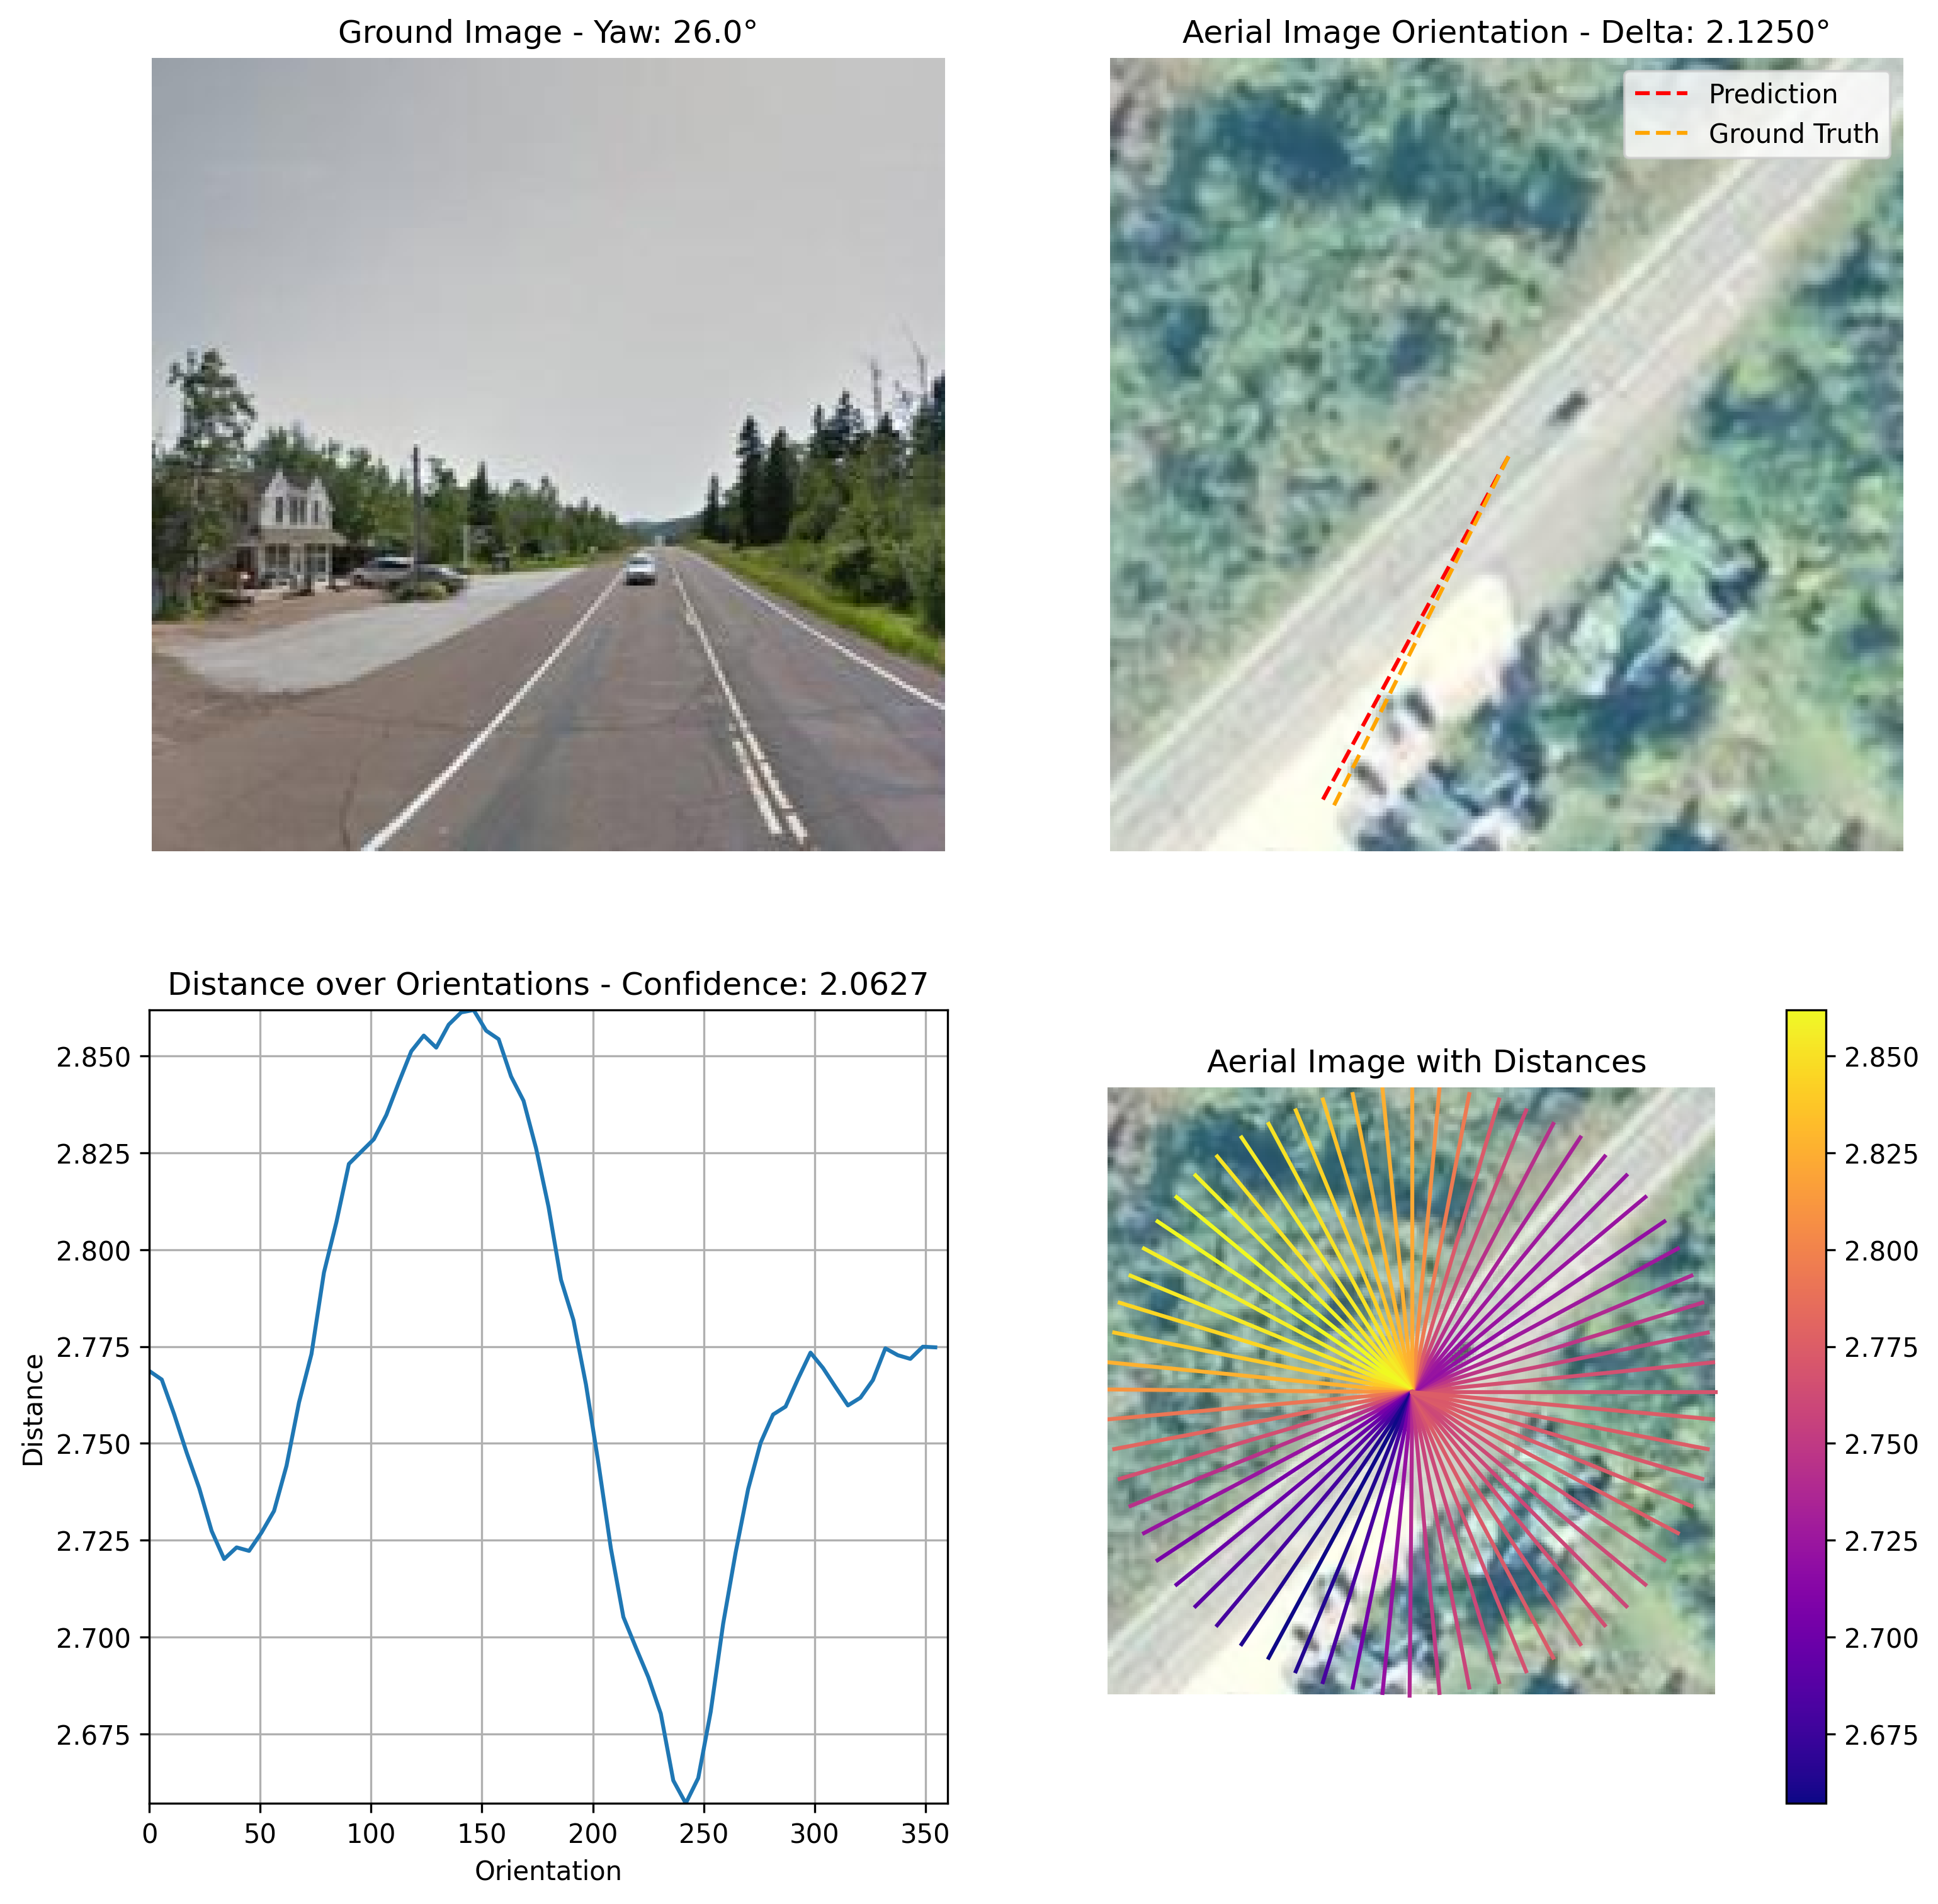 Ground Image - Yaw: 26.0°
Aerial Image Orientation - Delta: 2.1250°
Prediction
Ground Truth
Distance over Orientations - Confidence: 2.0627
2.850
2.825
2.800
2.775
2.750
2.725
2.700
2.675
Distance
0 50 100 150 200 250 300 350
Orientation
Aerial Image with Distances
2.850
2.825
2.800
2.775
2.750
2.725
2.700
2.675